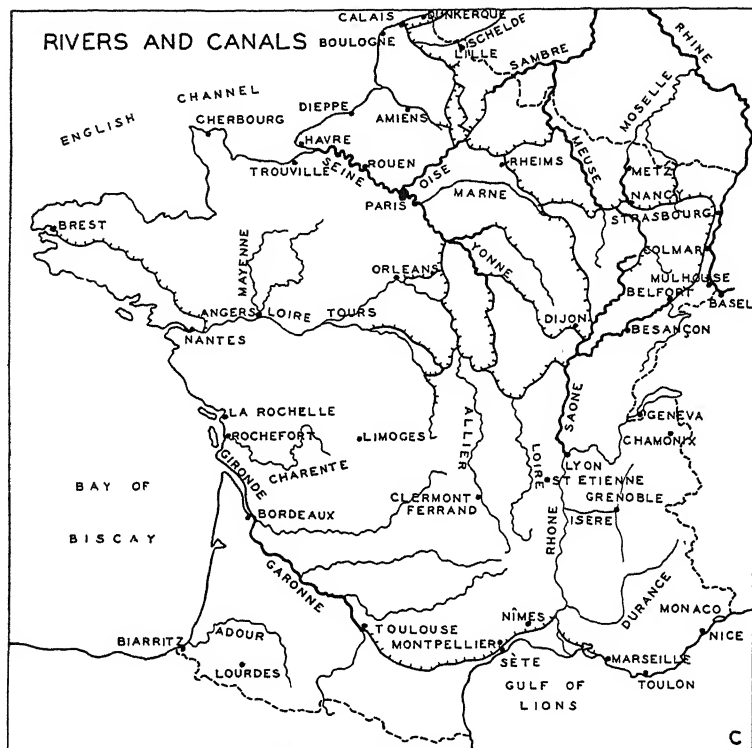 CALAIS
DUNKERQUE
BOULOGNE
SCHELDE
LILLE
RIVERS AND CANALS
SAMBRE
RHINE
ENGLISH CHANNEL
CHERBOURG
DIEPPE
AMIENS
MOSELLE
HAVRE
ROUEN
OISE
RHEIMS
MEUSE
METZ
TROUVILLE
SEINE
PARIS
MARNE
NANCY
STRASBOURG
BREST
MAYENNE
ORLEANS
YONNE
COLMAR
MULHOUSE
BELFORT
BASEL
ANGERS
LOIRE
TOURS
DIJON
BESANÇON
NANTES
LA ROCHELLE
ROCHEFORT
LIMOGES
ALLIER
SAONE
GENEVA
CHAMONIX
GIRONDE
CHARENTE
LOIRE
LYON
ST ETIENNE
BAY OF
BISCAY
CLERMONT
FERRAND
GRENOBLE
ISÈRE
BORDEAUX
RHONE
GARONNE
DURANCE
MONACO
NÎMES
NICE
BIARRITZ
ADOUR
TOULOUSE
MONTPELLIER
LOURDES
SÈTE
MARSEILLE
GULF OF
LIONS
TOULON
C